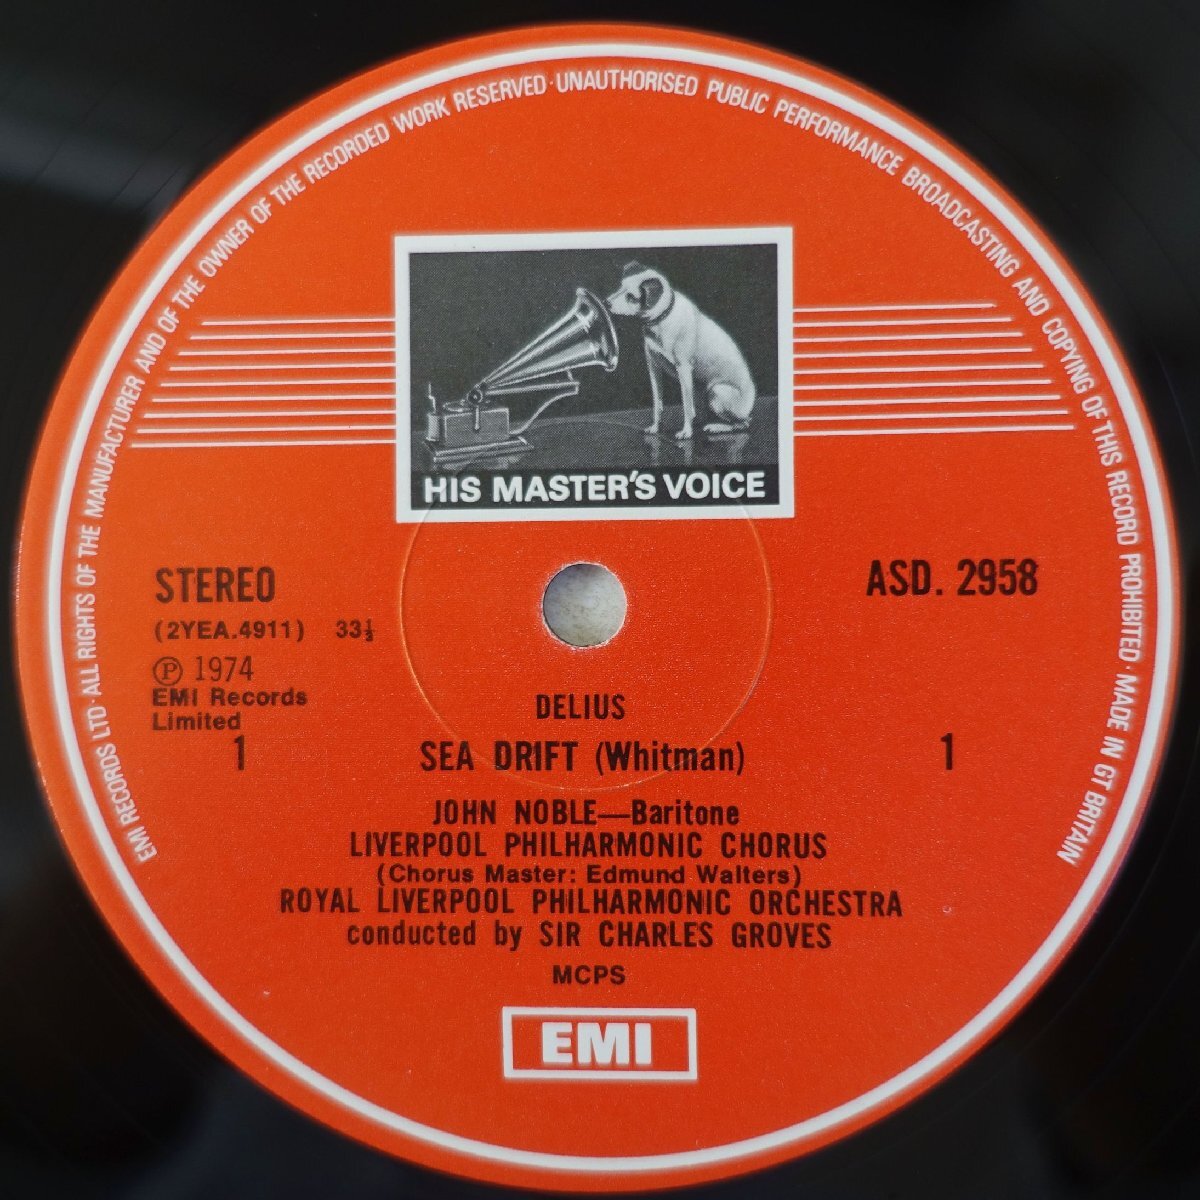 EMI RECORDS LTD · ALL RIGHTS OF THE MANUFACTURER AND OF THE OWNER OF THE RECORDED WORK RESERVED · UNAUTHORISED PUBLIC PERFORMANCE BROADCASTING AND COPYING OF THIS RECORD PROHIBITED · MADE IN GT BRITAIN
HIS MASTER'S VOICE
STEREO ASD. 2958
(2YEA.4911) 33⅓
℗ 1974
EMI Records
Limited
DELIUS
1 SEA DRIFT (Whitman) 1
JOHN NOBLE—Baritone
LIVERPOOL PHILHARMONIC CHORUS
(Chorus Master: Edmund Walters)
ROYAL LIVERPOOL PHILHARMONIC ORCHESTRA
conducted by SIR CHARLES GROVES
MCPS
EMI